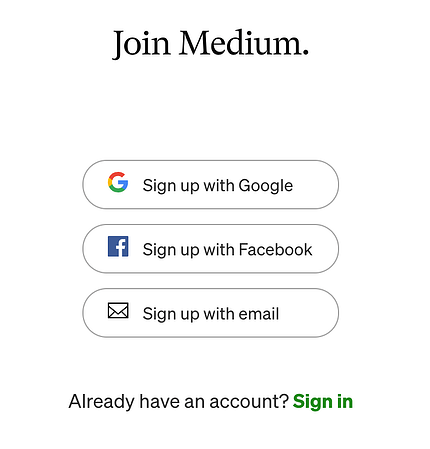 Join Medium.
Sign up with Google
Sign up with Facebook
Sign up with email
Already have an account? Sign in